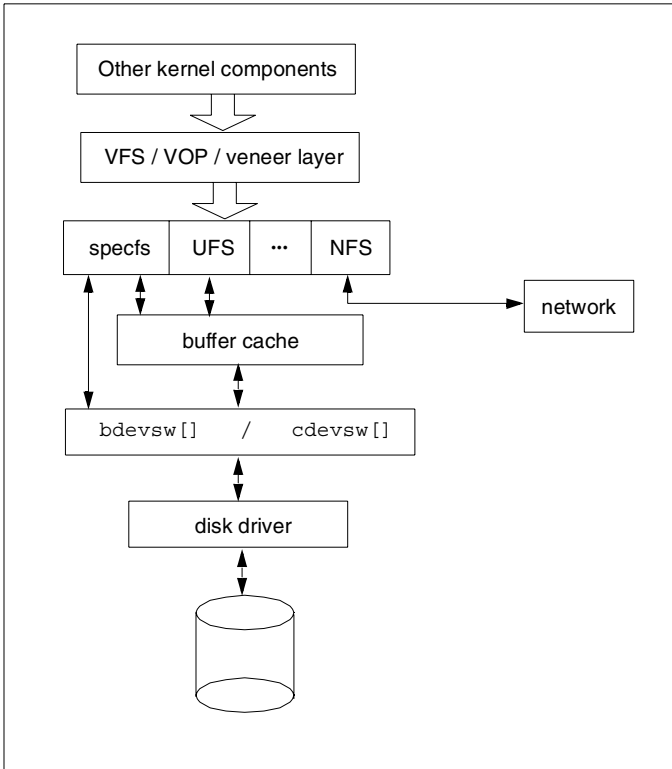 Other kernel components
VFS / VOP / veneer layer
specfs UFS ... NFS
network
buffer cache
bdevsw[] / cdevsw[]
disk driver